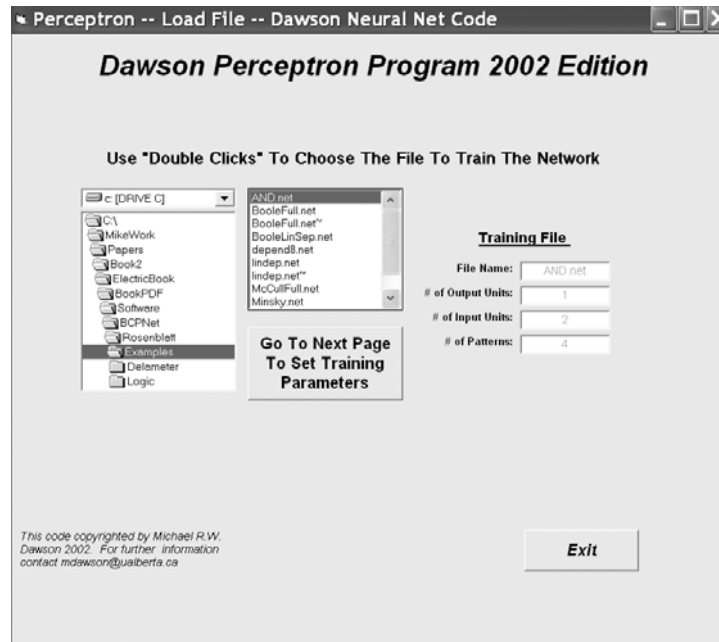 Perceptron -- Load File -- Dawson Neural Net Code
Dawson Perceptron Program 2002 Edition
Use "Double Clicks" To Choose The File To Train The Network
c: [DRIVE C]
C:\
MikeWork
Papers
Book2
ElectricBook
BookPDF
Software
BCPNet
Rosenblatt
Examples
Delameter
Logic
AND.net
BooleFull.net
BooleFull.net~
BooleLinSep.net
depend8.net
lindep.net
lindep.net~
McCullFull.net
Minsky.net
Go To Next Page
To Set Training
Parameters
Training File
File Name: AND.net
# of Output Units: 1
# of Input Units: 2
# of Patterns: 4
This code copyrighted by Michael R.W.
Dawson 2002. For further information
contact mdawson@ualberta.ca
Exit